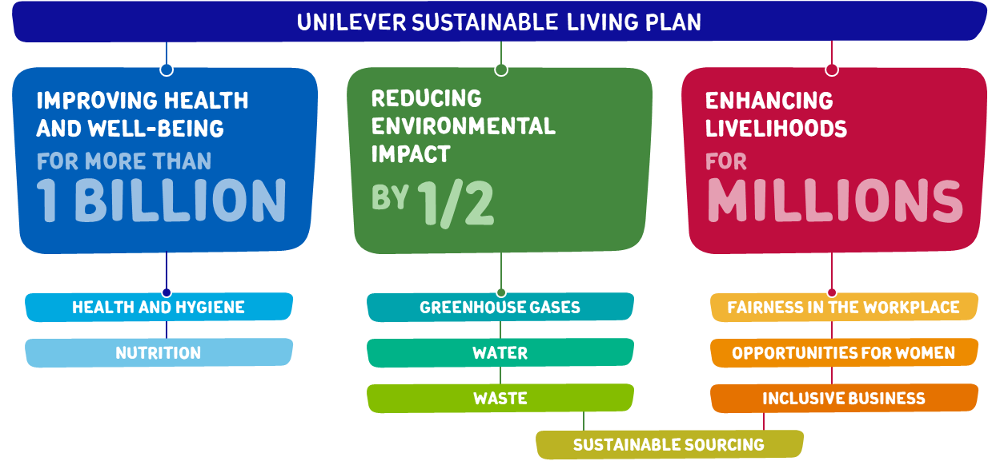 UNILEVER SUSTAINABLE LIVING PLAN
IMPROVING HEALTH
AND WELL-BEING
FOR MORE THAN
1 BILLION
HEALTH AND HYGIENE
NUTRITION
REDUCING
ENVIRONMENTAL
IMPACT
BY 1/2
GREENHOUSE GASES
WATER
WASTE
ENHANCING
LIVELIHOODS
FOR
MILLIONS
FAIRNESS IN THE WORKPLACE
OPPORTUNITIES FOR WOMEN
INCLUSIVE BUSINESS
SUSTAINABLE SOURCING